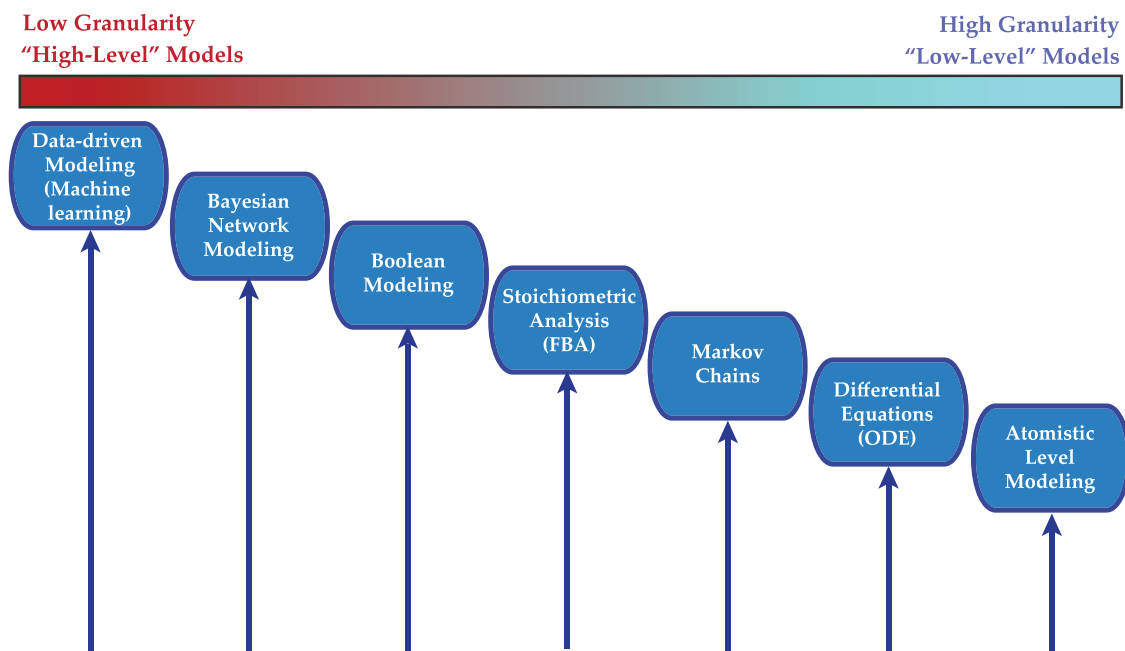 Low Granularity
“High-Level” Models
High Granularity
“Low-Level” Models
Data-driven
Modeling
(Machine
learning)
Bayesian
Network
Modeling
Boolean
Modeling
Stoichiometric
Analysis
(FBA)
Markov
Chains
Differential
Equations
(ODE)
Atomistic
Level
Modeling